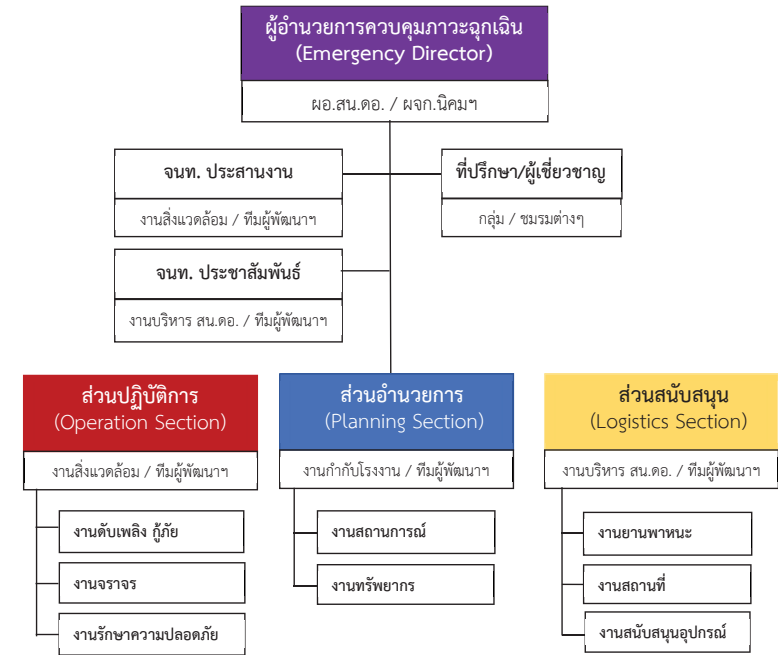 ผู้อำนวยการควบคุมภาวะฉุกเฉิน
(Emergency Director)
ผอ.สน.ดอ. / ผจก.นิคมฯ
จนท. ประสานงาน
งานสิ่งแวดล้อม / ทีมผู้พัฒนาฯ
ที่ปรึกษา/ผู้เชี่ยวชาญ
กลุ่ม / ชมรมต่างๆ
จนท. ประชาสัมพันธ์
งานบริหาร สน.ดอ. / ทีมผู้พัฒนาฯ
ส่วนปฏิบัติการ
(Operation Section)
งานสิ่งแวดล้อม / ทีมผู้พัฒนาฯ
งานดับเพลิง กู้ภัย
งานจราจร
งานรักษาความปลอดภัย
ส่วนอำนวยการ
(Planning Section)
งานกำกับโรงงาน / ทีมผู้พัฒนาฯ
งานสถานการณ์
งานทรัพยากร
ส่วนสนับสนุน
(Logistics Section)
งานบริหาร สน.ดอ. / ทีมผู้พัฒนาฯ
งานยานพาหนะ
งานสถานที่
งานสนับสนุนอุปกรณ์